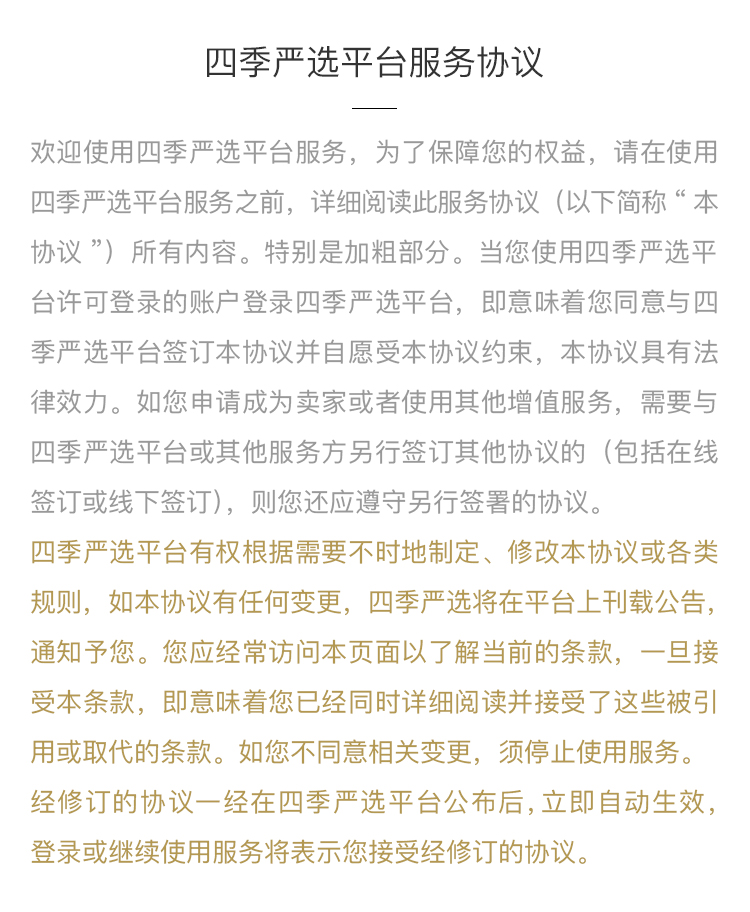 四季严选平台服务协议
欢迎使用四季严选平台服务，为了保障您的权益，请在使用
四季严选平台服务之前，详细阅读此服务协议（以下简称 “ 本
协议 ”）所有内容。特别是加粗部分。当您使用四季严选平
台许可登录的账户登录四季严选平台，即意味着您同意与四
季严选平台签订本协议并自愿受本协议约束，本协议具有法
律效力。如您申请成为卖家或者使用其他增值服务，需要与
四季严选平台或其他服务方另行签订其他协议的（包括在线
签订或线下签订），则您还应遵守另行签署的协议。
四季严选平台有权根据需要不时地制定、修改本协议或各类
规则，如本协议有任何变更，四季严选将在平台上刊载公告，
通知予您。您应经常访问本页面以了解当前的条款，一旦接
受本条款，即意味着您已经同时详细阅读并接受了这些被引
用或取代的条款。如您不同意相关变更，须停止使用服务。
经修订的协议一经在四季严选平台公布后，立即自动生效，
登录或继续使用服务将表示您接受经修订的协议。